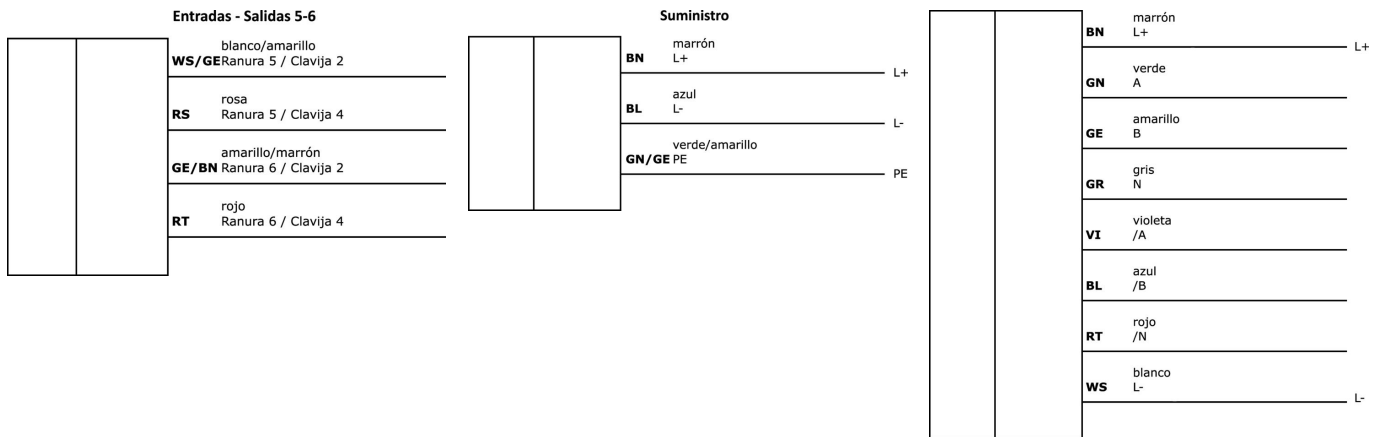 Entradas - Salidas 5-6
blanco/amarillo
WS/GE Ranura 5 / Clavija 2
rosa
RS Ranura 5 / Clavija 4
amarillo/marrón
GE/BN Ranura 6 / Clavija 2
rojo
RT Ranura 6 / Clavija 4
Suministro
marrón
BN L+
L+
azul
BL L-
L-
verde/amarillo
GN/GE PE
PE
marrón
BN L+
L+
verde
GN A
amarillo
GE B
gris
GR N
violeta
VI /A
azul
BL /B
rojo
RT /N
blanco
WS L-
L-